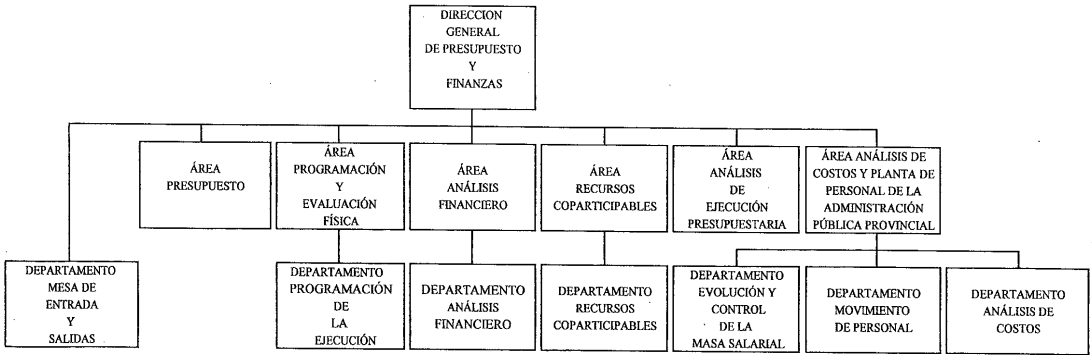 DIRECCION
GENERAL
DE PRESUPUESTO
Y
FINANZAS
ÁREA
PRESUPUESTO
ÁREA
PROGRAMACIÓN
Y
EVALUACIÓN
FÍSICA
ÁREA
ANÁLISIS
FINANCIERO
ÁREA
RECURSOS
COPARTICIPABLES
ÁREA
ANÁLISIS
DE
EJECUCIÓN
PRESUPUESTARIA
ÁREA ANÁLISIS DE
COSTOS Y PLANTA DE
PERSONAL DE LA
ADMINISTRACIÓN
PÚBLICA PROVINCIAL
DEPARTAMENTO
MESA DE
ENTRADA
Y
SALIDAS
DEPARTAMENTO
PROGRAMACIÓN
DE
LA
EJECUCIÓN
DEPARTAMENTO
ANÁLISIS
FINANCIERO
DEPARTAMENTO
RECURSOS
COPARTICIPABLES
DEPARTAMENTO
EVOLUCIÓN Y
CONTROL
DE LA
MASA SALARIAL
DEPARTAMENTO
MOVIMIENTO
DE PERSONAL
DEPARTAMENTO
ANÁLISIS DE
COSTOS